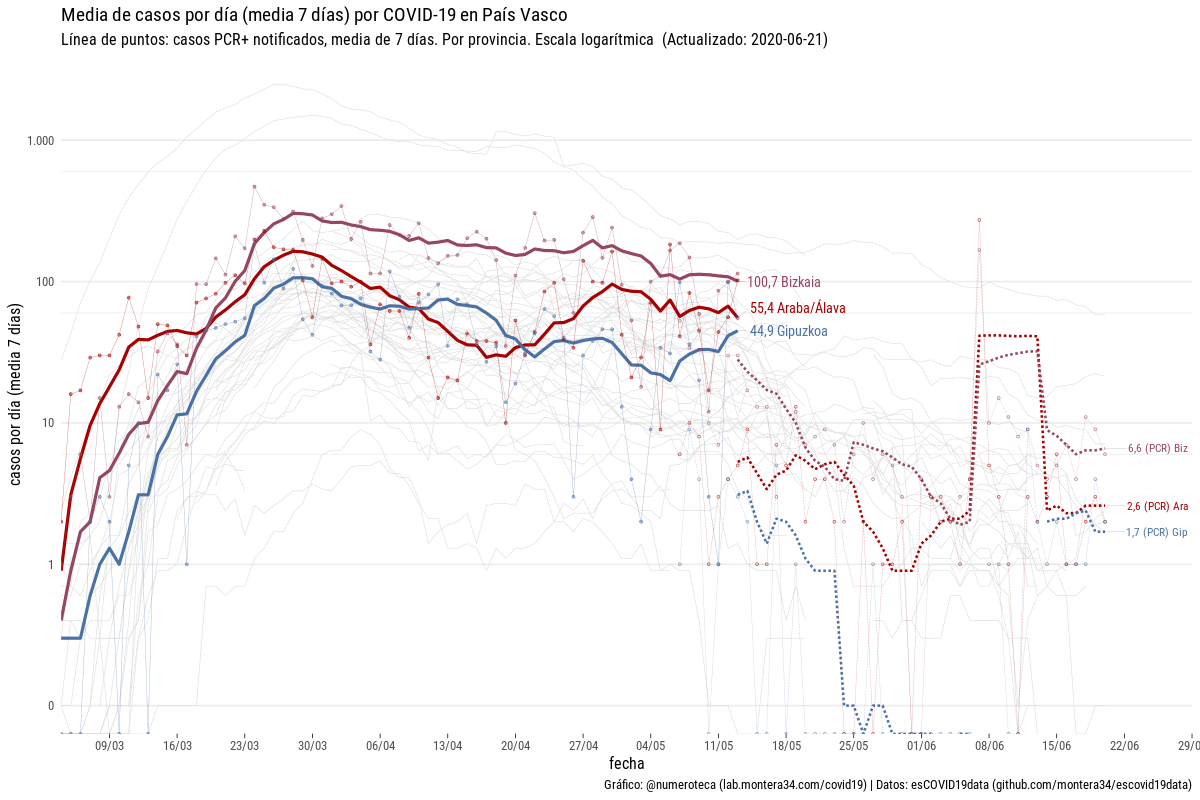 Media de casos por día (media 7 días) por COVID-19 en País Vasco
Línea de puntos: casos PCR+ notificados, media de 7 días. Por provincia. Escala logarítmica (Actualizado: 2020-06-21)
casos por día (media 7 días)
1.000
100
10
1
0
100,7 Bizkaia
55,4 Araba/Álava
44,9 Gipuzkoa
6,6 (PCR) Biz
2,6 (PCR) Ara
1,7 (PCR) Gip
09/03 16/03 23/03 30/03 06/04 13/04 20/04 27/04 04/05 11/05 18/05 25/05 01/06 08/06 15/06 22/06 29/0
fecha
Gráfico: @numeroteca (lab.montera34.com/covid19) | Datos: esCOVID19data (github.com/montera34/escovid19data)